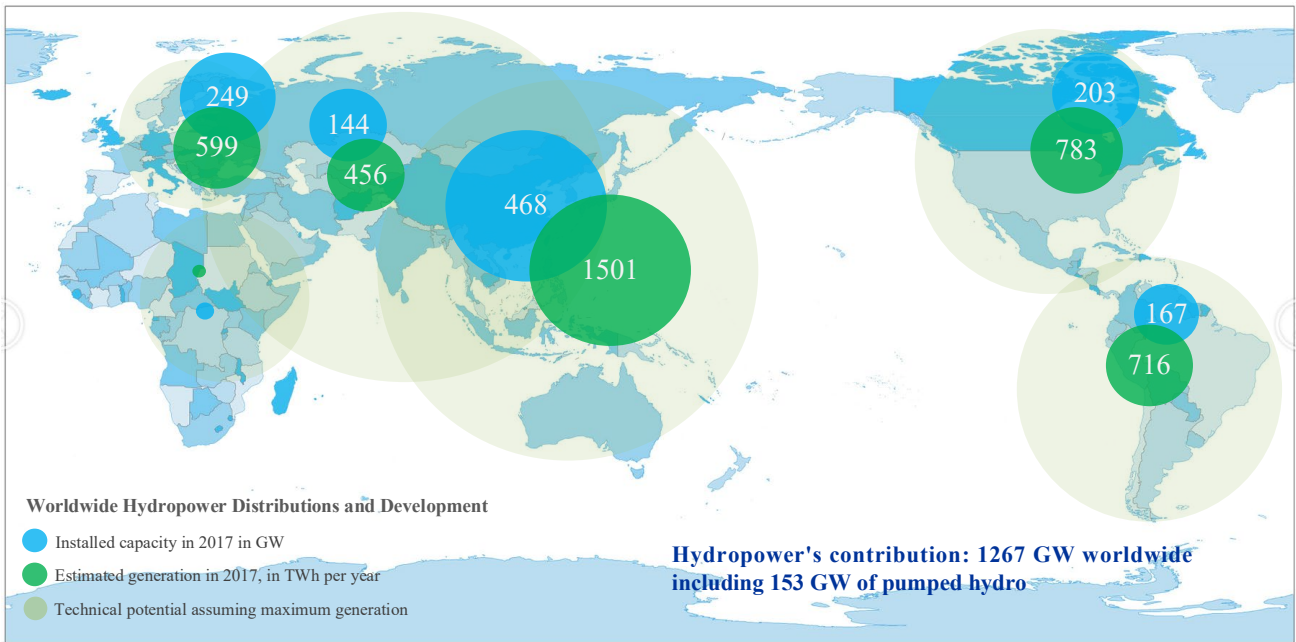 249
599
144
456
468
1501
203
783
167
716
Worldwide Hydropower Distributions and Development
Installed capacity in 2017 in GW
Estimated generation in 2017, in TWh per year
Technical potential assuming maximum generation
Hydropower's contribution: 1267 GW worldwide
including 153 GW of pumped hydro